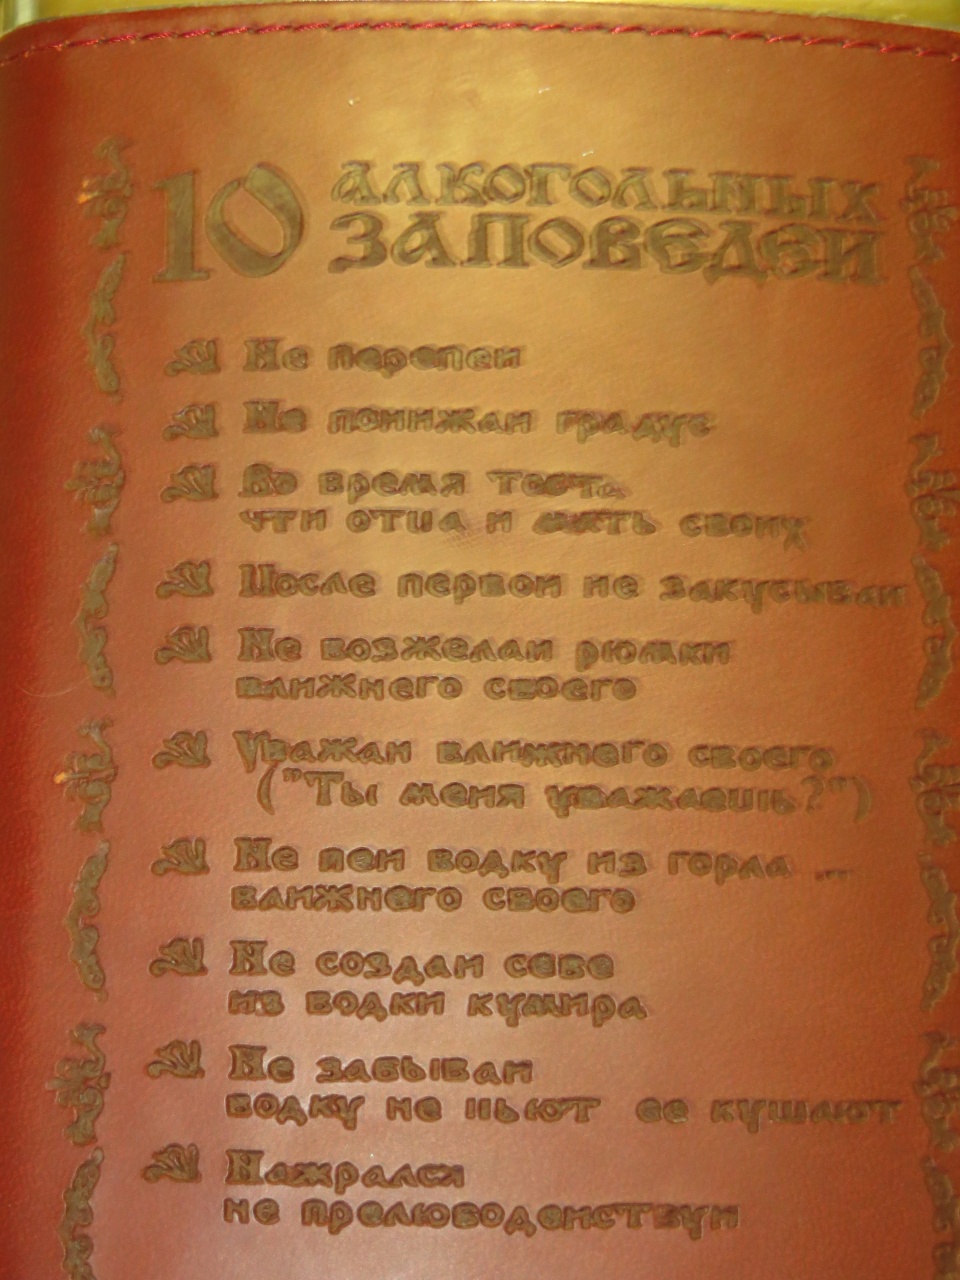 10 АЛКОГОЛЬНЫХ
ЗАПОВЕДЕЙ
Не перепей
Не понижай градус
Во время тоста,
чти отца и мать своих
После первой не закусывай
Не возжелай рюмки
ближнего своего
Уважай ближнего своего
("Ты меня уважаешь?")
Не пей водку из горла ...
ближнего своего
Не создай себе
из водки кумира
Не забывай
водку не пьют ее кушают
Нажрался
не прелюбодействуй